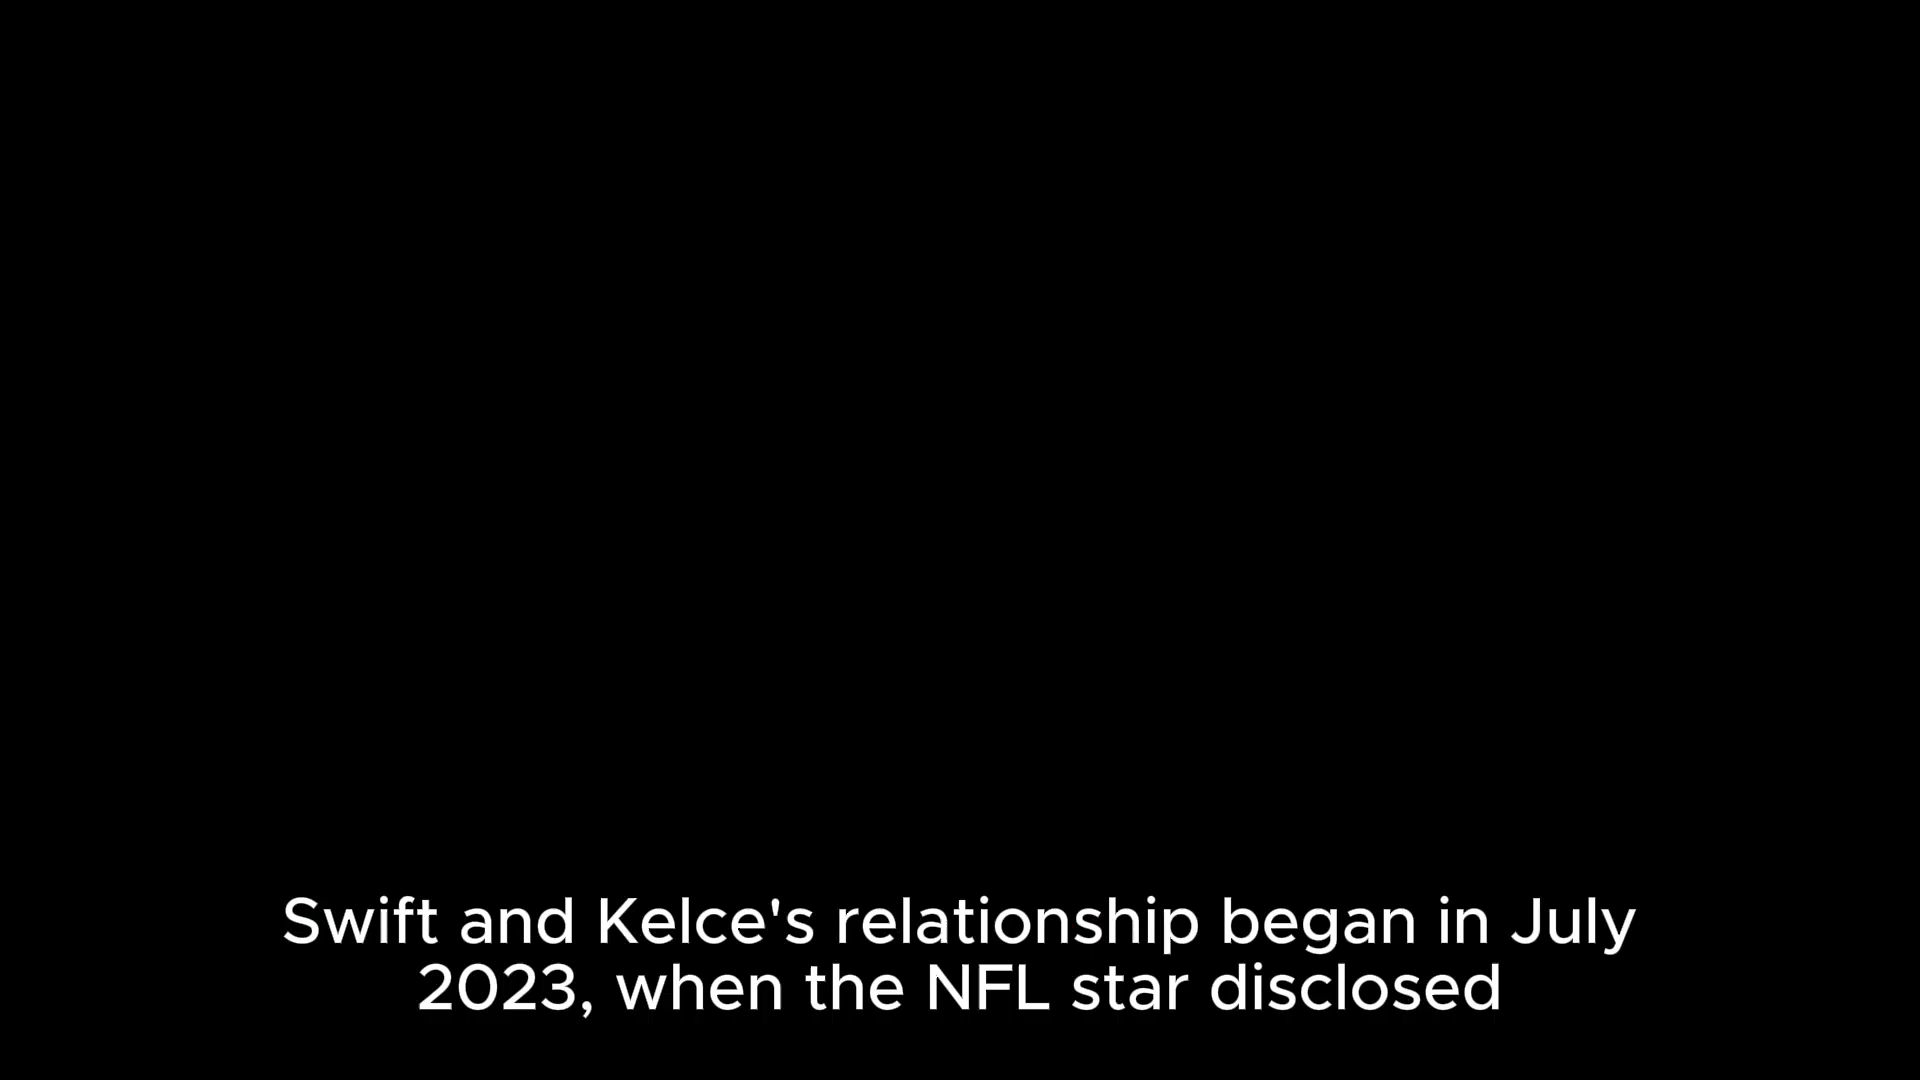 Swift and Kelce's relationship began in July
2023, when the NFL star disclosed